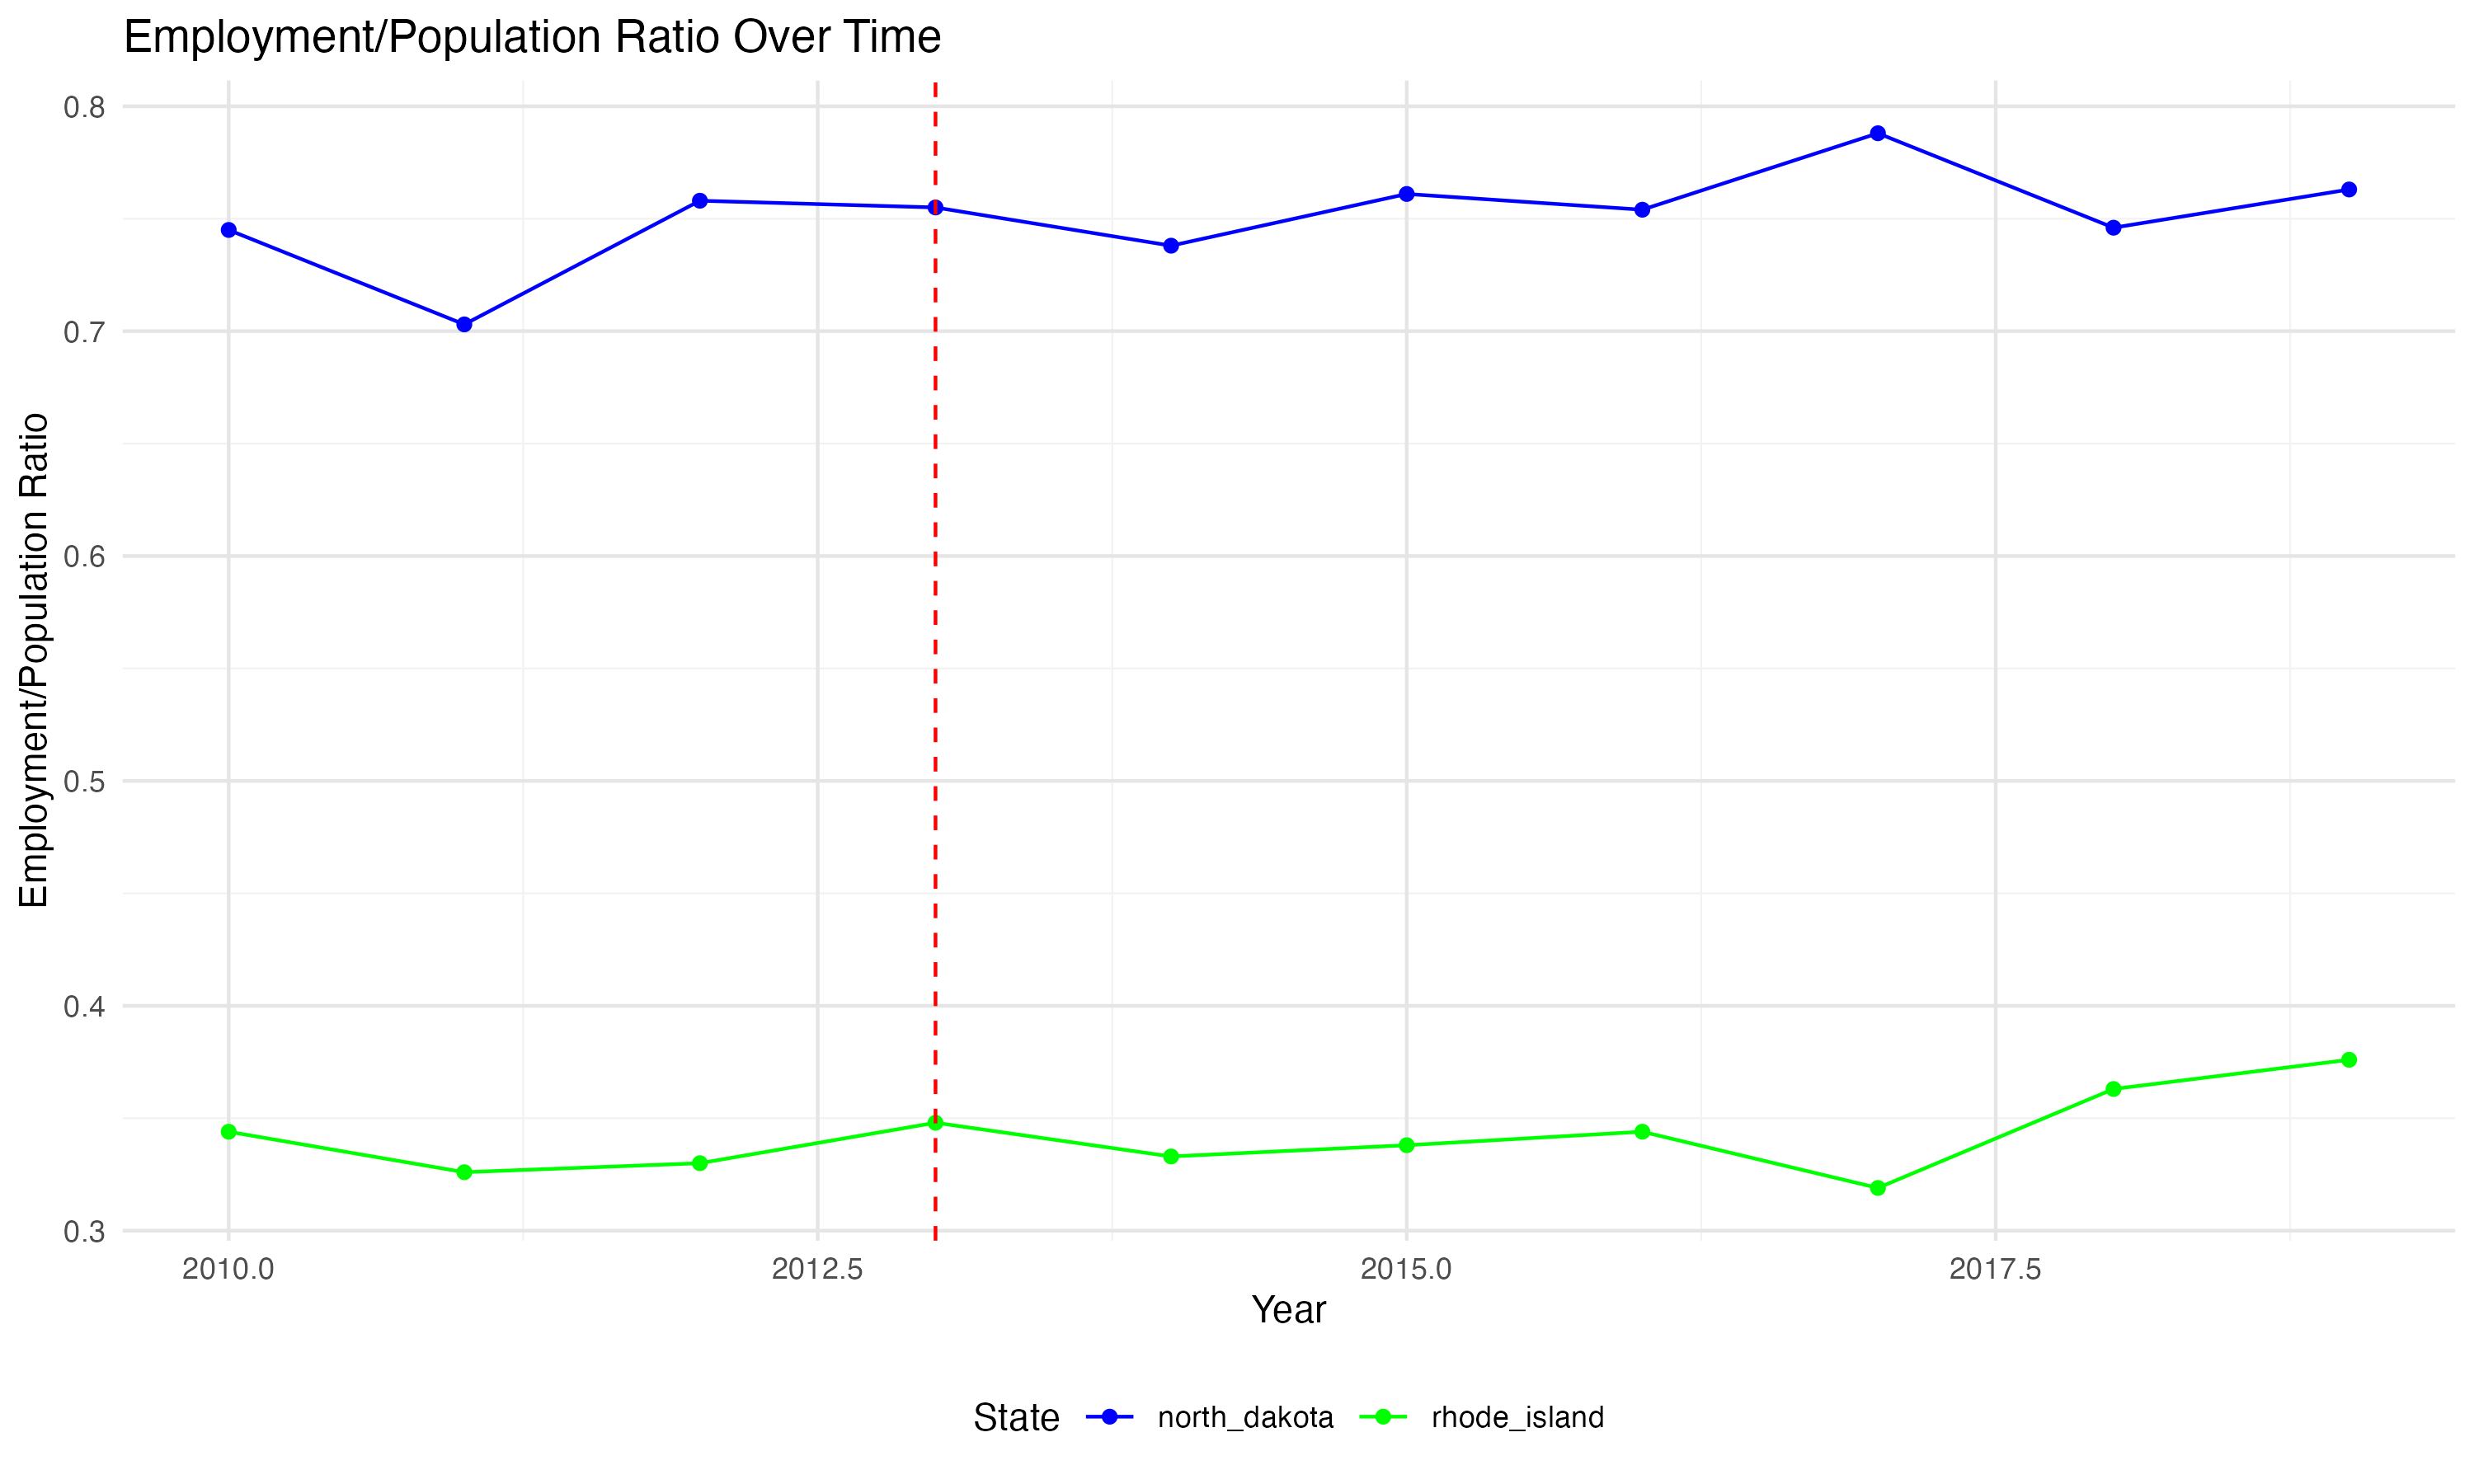 Employment/Population Ratio Over Time
Employment/Population Ratio
0.8
0.7
0.6
0.5
0.4
0.3
2010.0 2012.5 2015.0 2017.5
Year
State north_dakota rhode_island